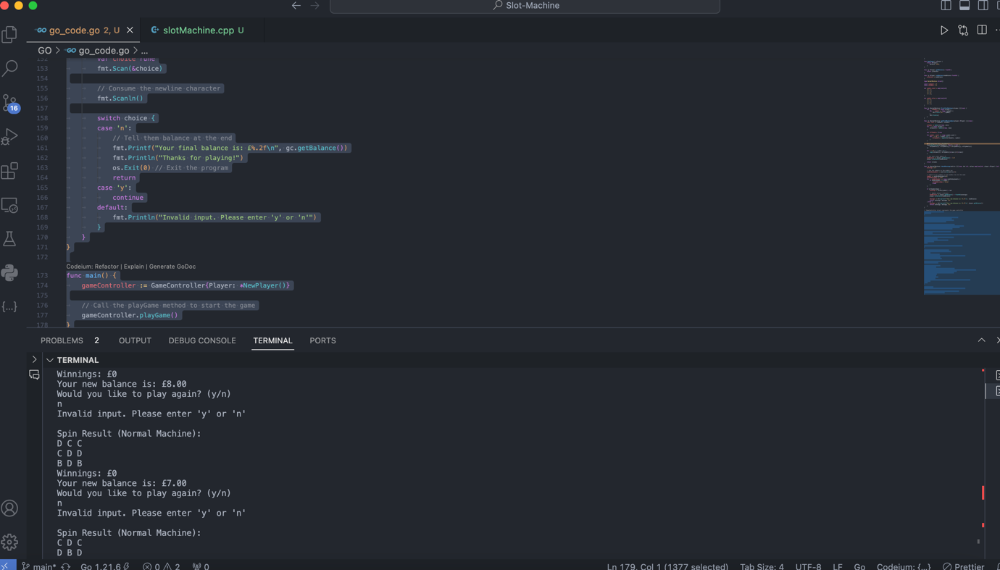 Slot-Machine
go_code.go 2, U
slotMachine.cpp U
GO > go_code.go > ...
152 var choice rune
153 fmt.Scan(&choice)
154
155 // Consume the newline character
156 fmt.Scanln()
157
158 switch choice {
159 case 'n':
160 // Tell them balance at the end
161 fmt.Printf("Your final balance is: £%.2f\n", gc.getBalance())
162 fmt.Println("Thanks for playing!")
163 os.Exit(0) // Exit the program
164 return
165 case 'y':
166 continue
167 default:
168 fmt.Println("Invalid input. Please enter 'y' or 'n'")
169 }
170 }
171 }
172
Codeium: Refactor | Explain | Generate GoDoc
173 func main() {
174 gameController := GameController{Player: *NewPlayer()}
175
176 // Call the playGame method to start the game
177 gameController.playGame()
178 }
16
PROBLEMS 2 OUTPUT DEBUG CONSOLE TERMINAL PORTS
TERMINAL
Winnings: £0
Your new balance is: £8.00
Would you like to play again? (y/n)
n
Invalid input. Please enter 'y' or 'n'
Spin Result (Normal Machine):
D C C
C D D
B D B
Winnings: £0
Your new balance is: £7.00
Would you like to play again? (y/n)
n
Invalid input. Please enter 'y' or 'n'
Spin Result (Normal Machine):
C D C
D B D
main* Go 1.21.6 0 2 0 Ln 179, Col 1 (1377 selected) Tab Size: 4 UTF-8 LF Go Codeium: {...} Prettier